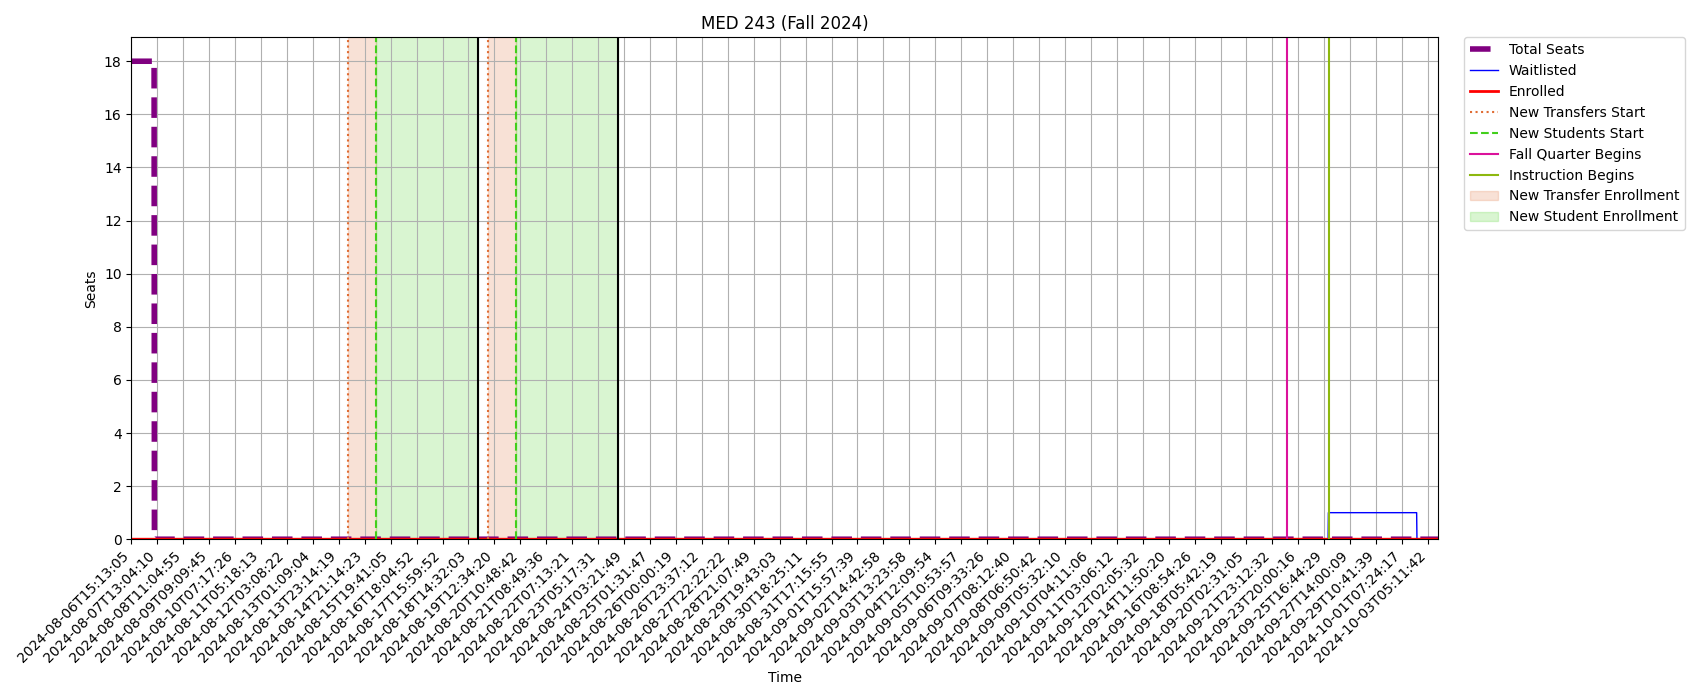 MED 243 (Fall 2024)
Seats
18
16
14
12
10
8
6
4
2
0
2024-08-06T15:13:05
2024-08-07T13:04:10
2024-08-08T11:04:55
2024-08-09T09:09:45
2024-08-10T07:17:26
2024-08-11T05:18:13
2024-08-12T03:08:22
2024-08-13T01:09:04
2024-08-13T23:14:19
2024-08-14T21:14:23
2024-08-15T19:41:05
2024-08-16T18:04:52
2024-08-17T15:59:52
2024-08-18T14:32:03
2024-08-19T12:34:20
2024-08-20T10:48:42
2024-08-21T08:49:36
2024-08-22T07:13:21
2024-08-23T05:17:31
2024-08-24T03:21:49
2024-08-25T01:31:47
2024-08-26T00:00:19
2024-08-26T23:37:12
2024-08-27T22:22:22
2024-08-28T21:07:49
2024-08-29T19:43:03
2024-08-30T18:25:11
2024-08-31T17:15:55
2024-09-01T15:57:39
2024-09-02T14:42:58
2024-09-03T13:23:58
2024-09-04T12:09:54
2024-09-05T10:53:57
2024-09-06T09:33:26
2024-09-07T08:12:40
2024-09-08T06:50:42
2024-09-09T05:32:10
2024-09-10T04:11:06
2024-09-11T03:06:12
2024-09-12T02:05:32
2024-09-14T11:50:20
2024-09-16T08:54:26
2024-09-18T05:42:19
2024-09-20T02:31:05
2024-09-21T23:12:32
2024-09-23T20:00:16
2024-09-25T16:44:29
2024-09-27T14:00:09
2024-09-29T10:41:39
2024-10-01T07:24:17
2024-10-03T05:11:42
Time
Total Seats
Waitlisted
Enrolled
New Transfers Start
New Students Start
Fall Quarter Begins
Instruction Begins
New Transfer Enrollment
New Student Enrollment